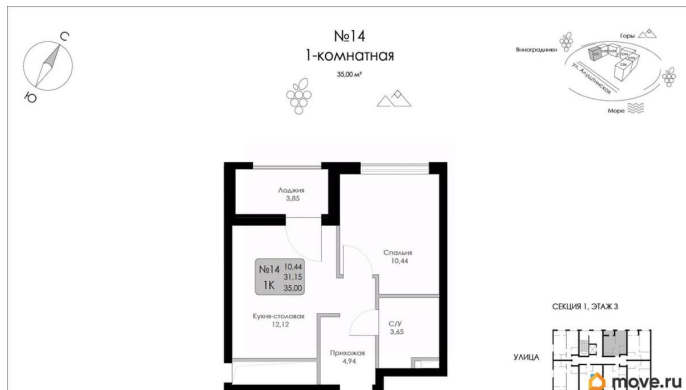 С
Ю
№14
1-комнатная
35,00 м²
Горы
Виноградники
ул. Алуштинская
Море
Лоджия
3,85
Спальня
10,44
№14
1К
10.44
31.15
35.00
Кухня-столовая
12,12
С/У
3,65
Прихожая
4,94
СЕКЦИЯ 1, ЭТАЖ 3
УЛИЦА
move.ru